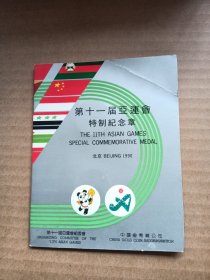 第十一届亞運會
特制紀念章
THE 11TH ASIAN GAMES
SPECIAL COMMEMORATIVE MEDAL
北京 BEIJING 1990
第十一届亞運會組委會
ORGANIZING COMMITTEE OF THE
11TH ASIAN GAMES
中國金幣總公司
CHINA GOLD COIN INCORPORATION